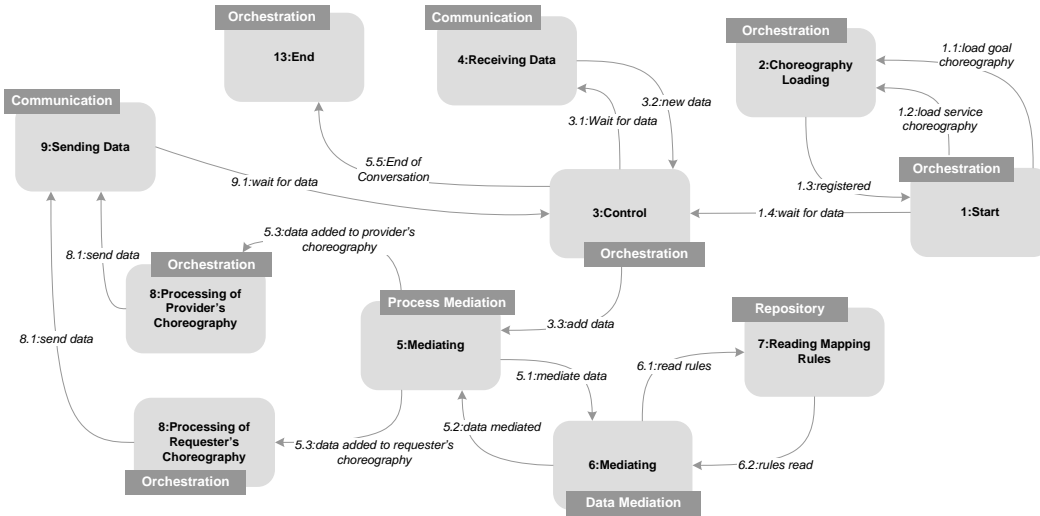 Orchestration
13:End
Communication
4:Receiving Data
Orchestration
2:Choreography
Loading
1.1:load goal
choreography
3.2:new data
3.1:Wait for data
1.2:load service
choreography
Communication
9:Sending Data
5.5:End of
Conversation
9.1:wait for data
Orchestration
1:Start
1.3:registered
1.4:wait for data
3:Control
Orchestration
5.3:data added to provider's
choreography
8.1:send data
Orchestration
8:Processing of
Provider's
Choreography
8.1:send data
Process Mediation
5:Mediating
3.3:add data
Repository
7:Reading Mapping
Rules
5.1:mediate data
6.1:read rules
5.2:data mediated
8:Processing of
Requester's
Choreography
Orchestration
5.3:data added to requester's
choreography
6:Mediating
Data Mediation
6.2:rules read